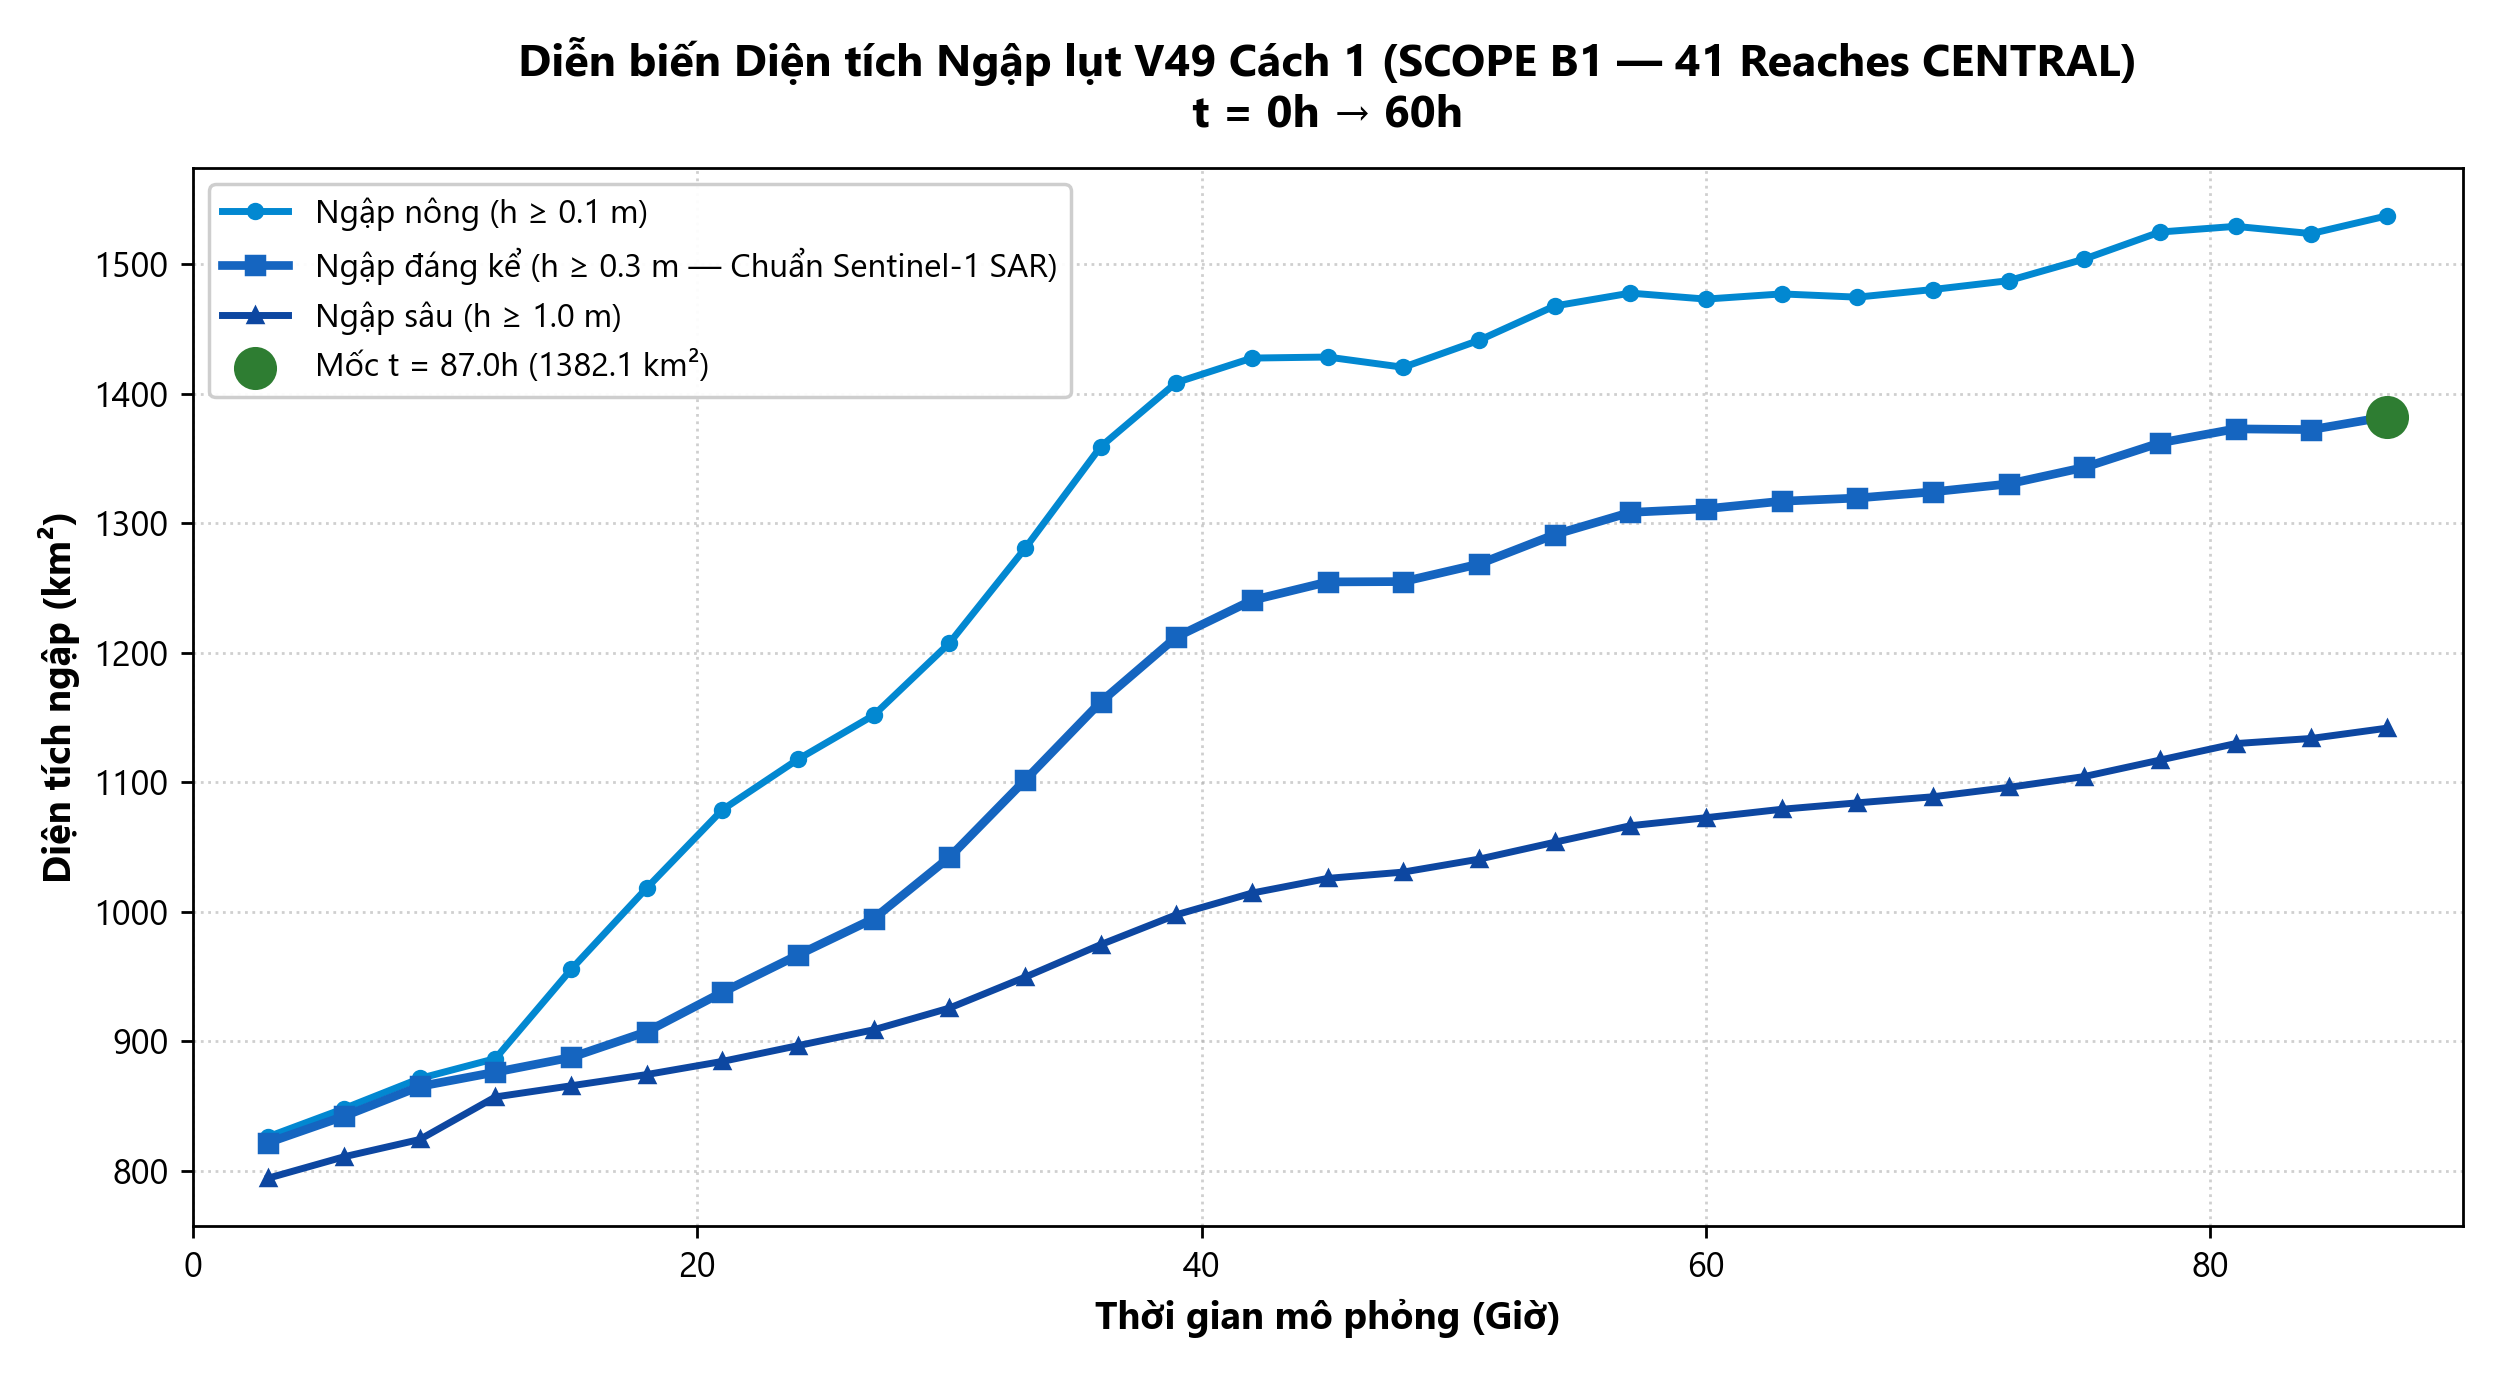 Diễn biến Diện tích Ngập lụt V49 Cách 1 (SCOPE B1 — 41 Reaches CENTRAL)
t = 0h → 60h
Ngập nông (h ≥ 0.1 m)
Ngập đáng kể (h ≥ 0.3 m — Chuẩn Sentinel-1 SAR)
Ngập sâu (h ≥ 1.0 m)
Mốc t = 87.0h (1382.1 km²)
Diện tích ngập (km²)
1500
1400
1300
1200
1100
1000
900
800
0 20 40 60 80
Thời gian mô phỏng (Giờ)